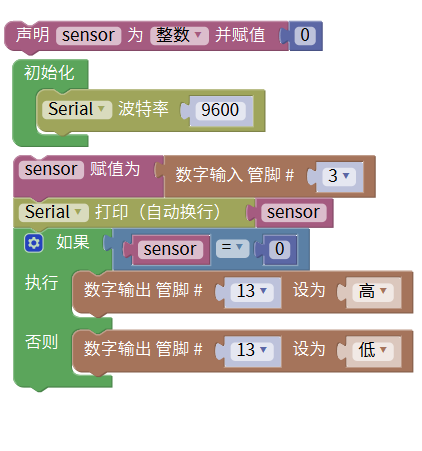 声明 sensor 为 整数 并赋值 0
初始化
Serial 波特率 9600
sensor 赋值为 数字输入 管脚 # 3
Serial 打印（自动换行） sensor
如果 sensor = 0
执行 数字输出 管脚 # 13 设为 高
否则 数字输出 管脚 # 13 设为 低